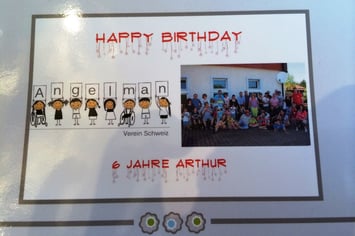 HAPPY BIRTHDAY
Angelman
Verein Schweiz
6 JAHRE ARTHUR